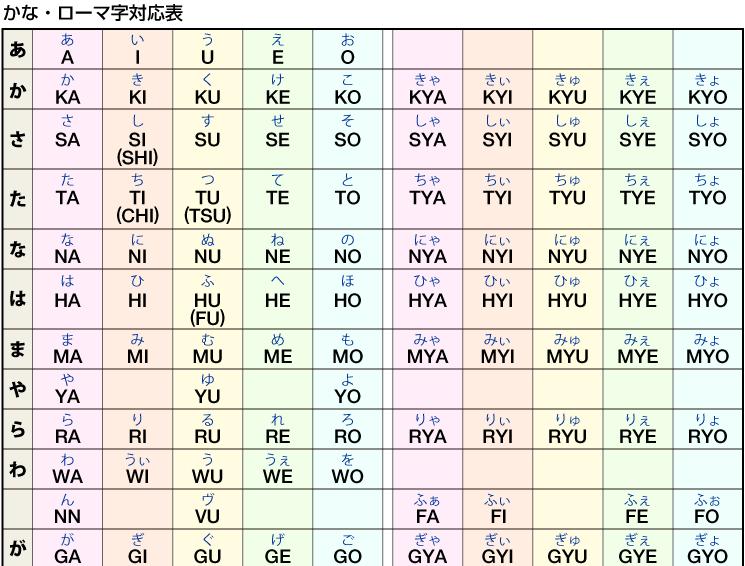 かな・ローマ字対応表
あ い う え お
あ A I U E O
か き く け こ きゃ きぃ きゅ きぇ きょ
か KA KI KU KE KO KYA KYI KYU KYE KYO
さ し す せ そ しゃ しぃ しゅ しぇ しょ
さ SA SI SU SE SO SYA SYI SYU SYE SYO
(SHI)
た ち つ て と ちゃ ちぃ ちゅ ちぇ ちょ
た TA TI TU TE TO TYA TYI TYU TYE TYO
(CHI) (TSU)
な に ぬ ね の にゃ にぃ にゅ にぇ にょ
な NA NI NU NE NO NYA NYI NYU NYE NYO
は ひ ふ へ ほ ひゃ ひぃ ひゅ ひぇ ひょ
は HA HI HU HE HO HYA HYI HYU HYE HYO
(FU)
ま み む め も みゃ みぃ みゅ みぇ みょ
ま MA MI MU ME MO MYA MYI MYU MYE MYO
や ゆ よ
や YA YU YO
ら り る れ ろ りゃ りぃ りゅ りぇ りょ
ら RA RI RU RE RO RYA RYI RYU RYE RYO
わ うぃ う うぇ を
わ WA WI WU WE WO
ん ヴ ふぁ ふぃ ふぇ ふぉ
NN VU FA FI FE FO
が ぎ ぐ げ ご ぎゃ ぎぃ ぎゅ ぎぇ ぎょ
が GA GI GU GE GO GYA GYI GYU GYE GYO